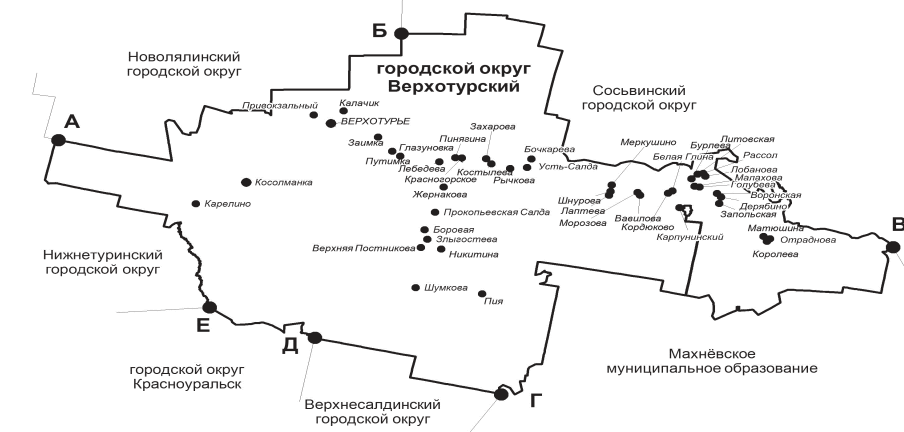 Б
Новолялинский
городской округ
городской округ
Верхотурский
Сосьвинский
городской округ
Привокзальный
Калачик
А
ВЕРХОТУРЬЕ
Захарова
Заимка
Глазуновка
Пинягина
Бочкарева
Меркушино
Бурлева
Литовская
Путимка
Лебедева
Костылева
Усть-Салда
Белая Глина
Рассол
Косолманка
Красногорское
Рычкова
Лобанова
Малахова
Жернакова
Голубева
Карелино
Шнурова
Воронская
Прокопьевская Салда
Лаптева
Дерябино
Морозова
Вавилова
Запольская
Кордюково
Боровая
Карпунинский
Матюшина
В
Злыгостева
Отраднова
Верхняя Постникова
Никитина
Королева
Нижнетуринский
городской округ
Шумкова
Пия
Е
Д
Махнёвское
муниципальное образование
городской округ
Красноуральск
Г
Верхнесалдинский
городской округ